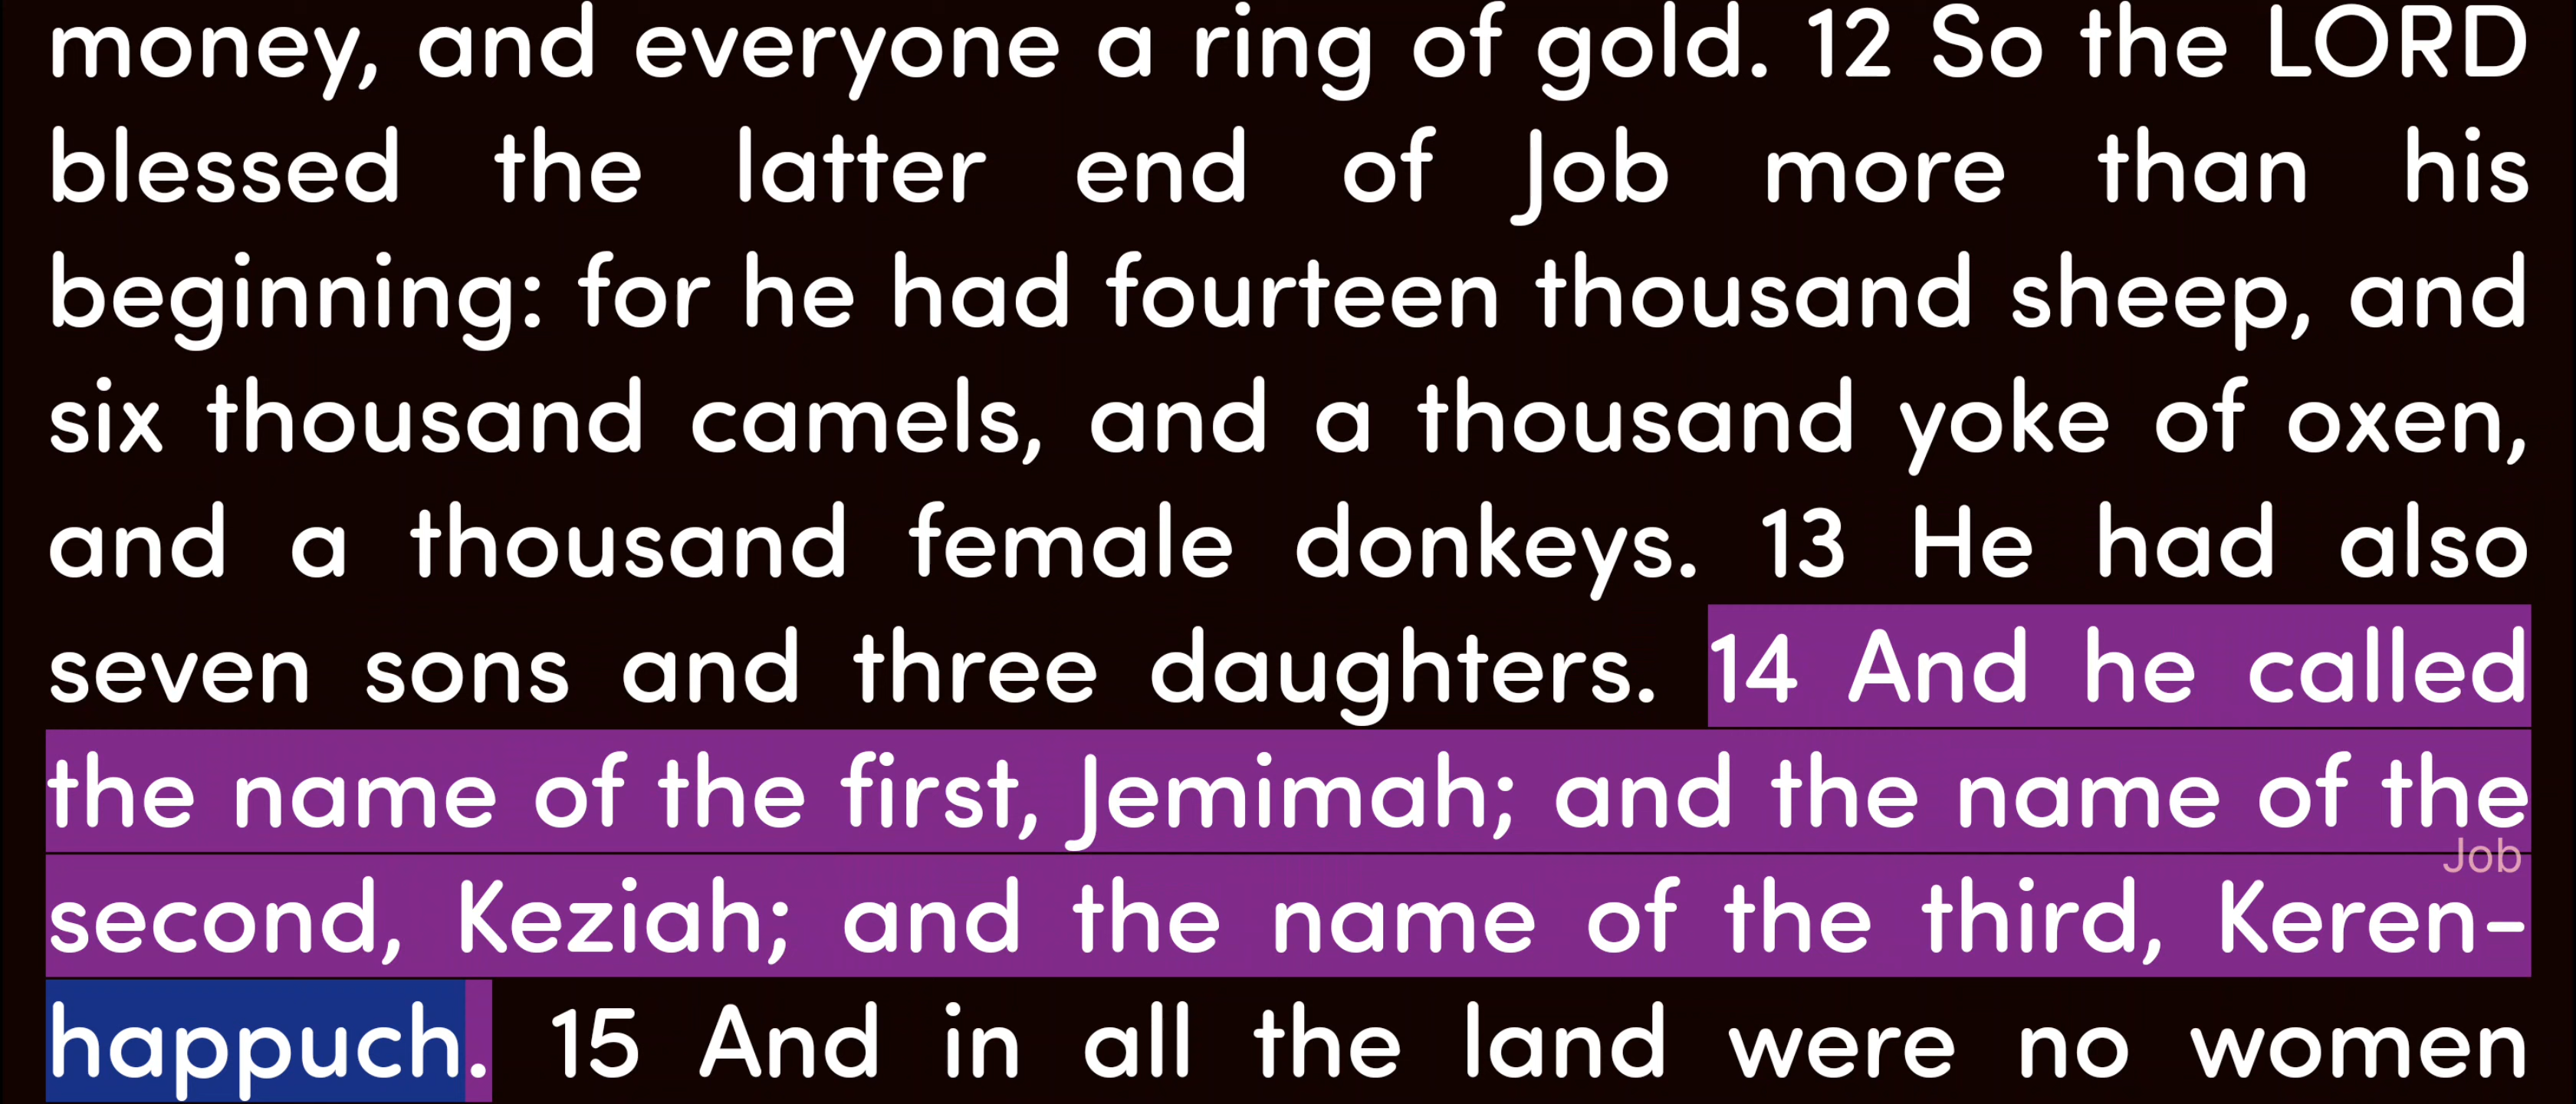 money, and everyone a ring of gold. 12 So the LORD
blessed the latter end of Job more than his
beginning: for he had fourteen thousand sheep, and
six thousand camels, and a thousand yoke of oxen,
and a thousand female donkeys. 13 He had also
seven sons and three daughters. 14 And he called
the name of the first, Jemimah; and the name of the
Job
second, Keziah; and the name of the third, Keren-
happuch. 15 And in all the land were no women